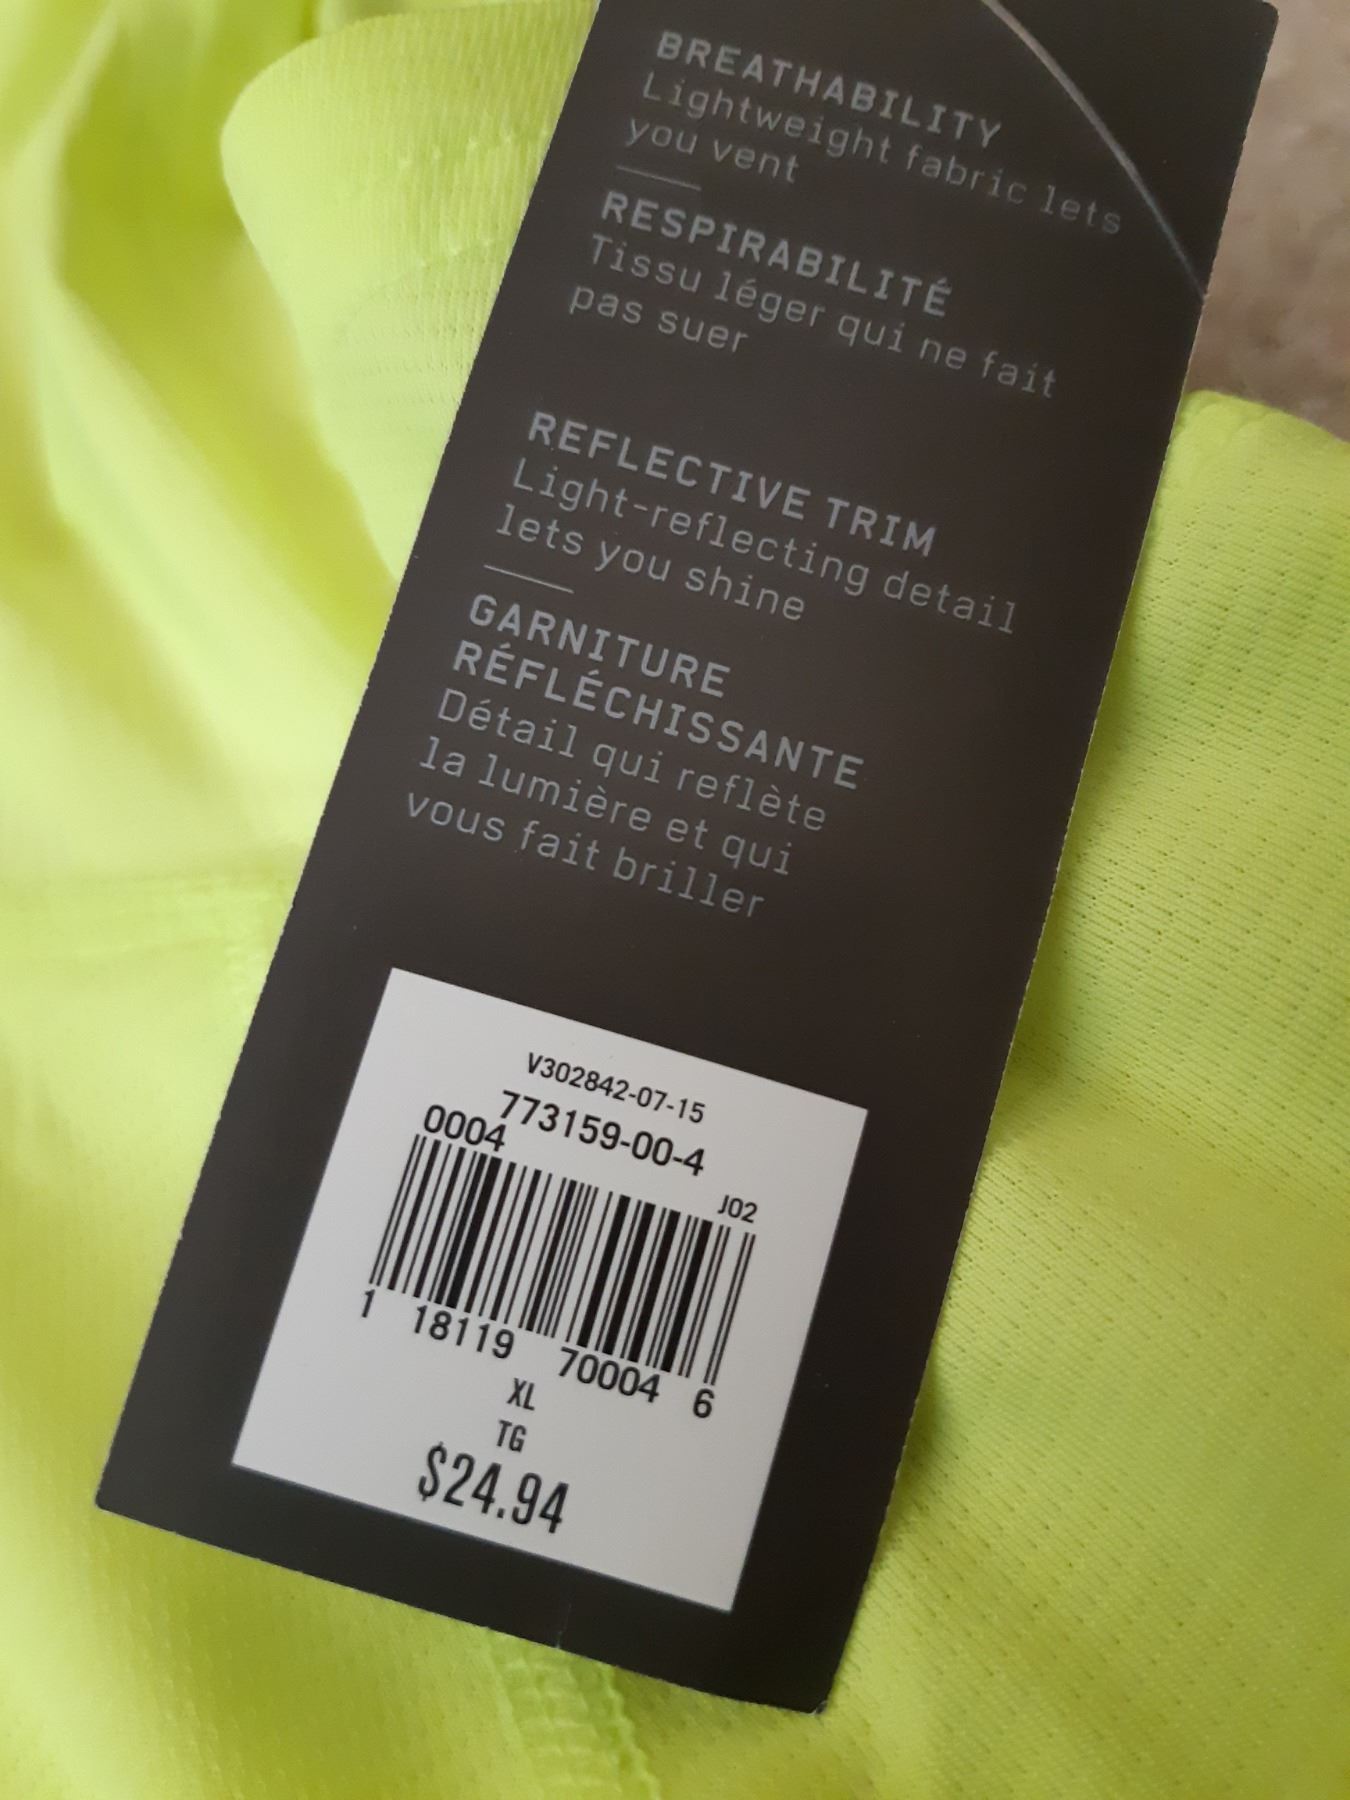 BREATHABILITY
Lightweight fabric lets
you vent
RESPIRABILITÉ
Tissu léger qui ne fait
pas suer
REFLECTIVE TRIM
Light-reflecting detail
lets you shine
GARNITURE
RÉFLÉCHISSANTE
Détail qui reflète
la lumière et qui
vous fait briller
V302842-07-15
773159-00-4
0004
J02
1 18119 70004 6
XL
TG
$24.94